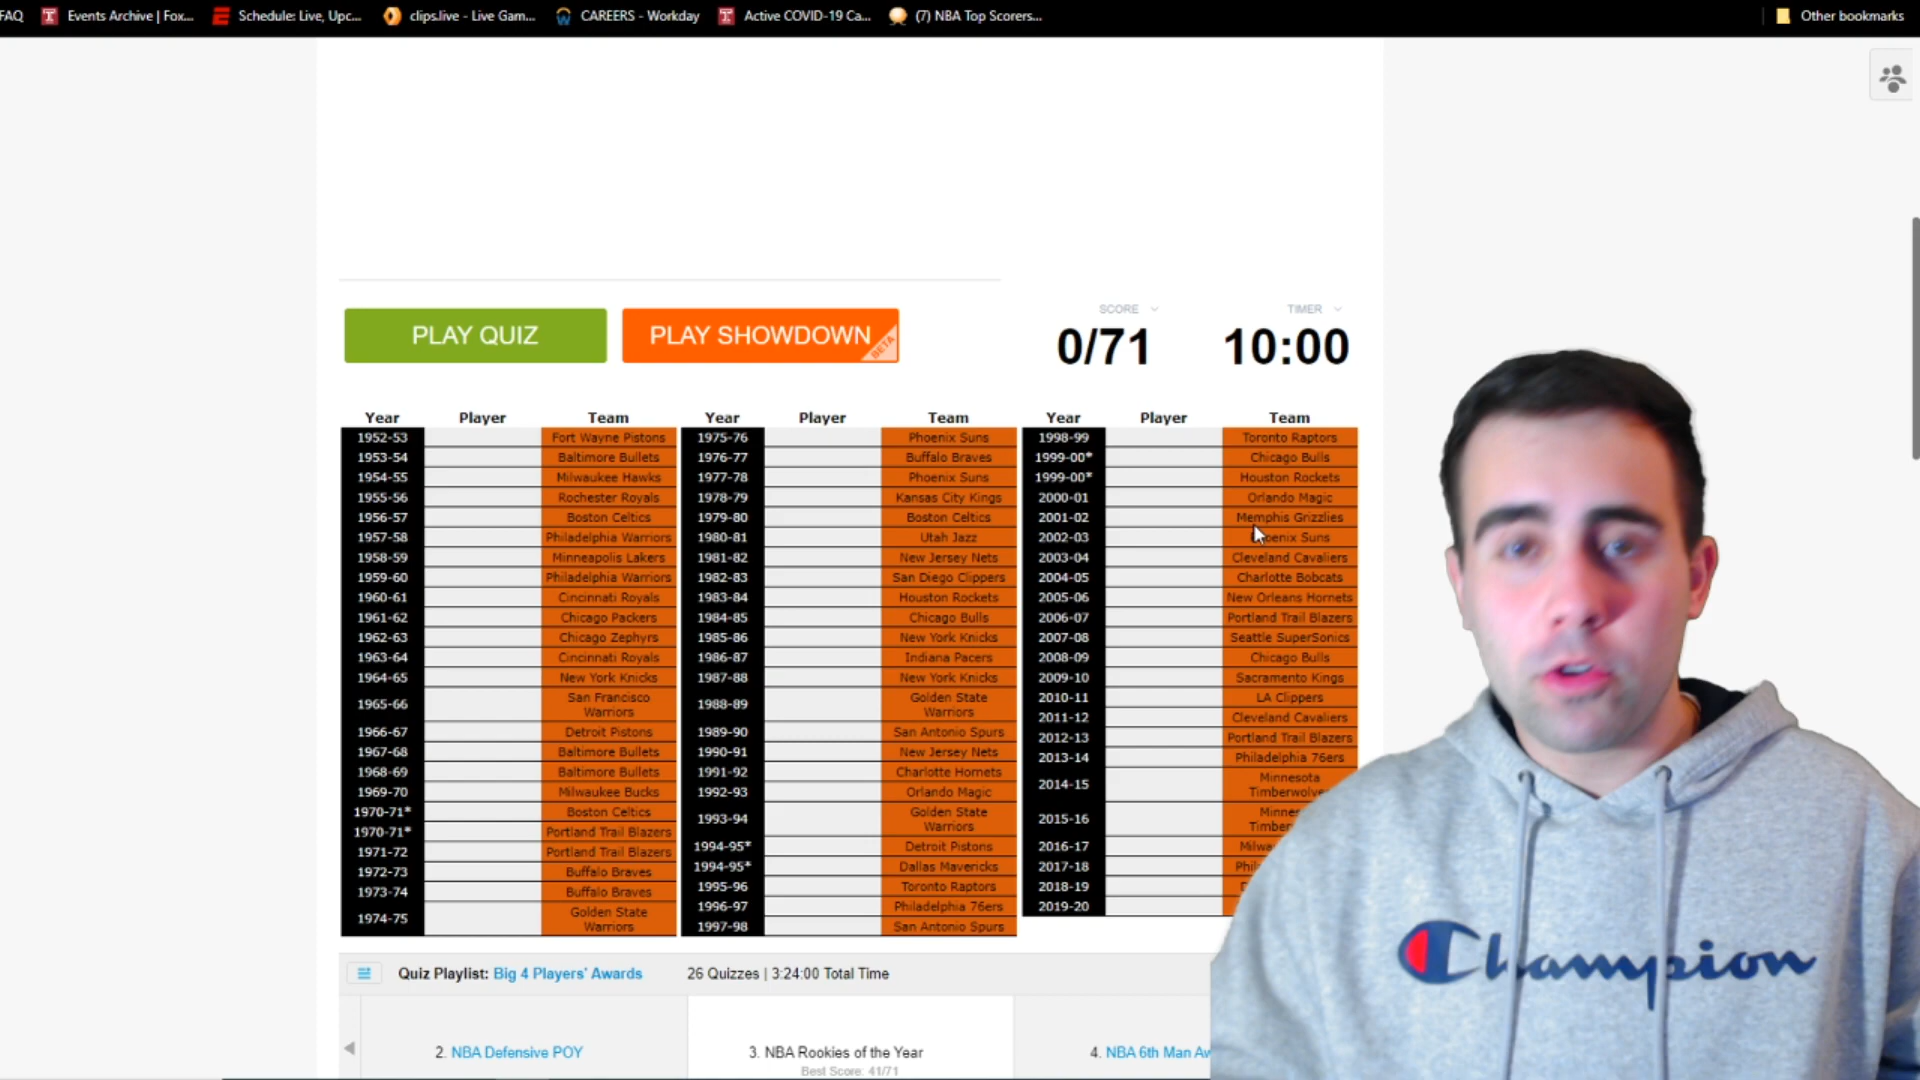 FAQ Events Archive | Fox... Schedule: Live, Upc... clips.live - Live Gam... CAREERS - Workday Active COVID-19 Ca... (7) NBA Top Scorers... Other bookmarks
PLAY QUIZ
PLAY SHOWDOWN
BETA
SCORE
0/71
TIMER
10:00
Year Player Team
1952-53 Fort Wayne Pistons
1953-54 Baltimore Bullets
1954-55 Milwaukee Hawks
1955-56 Rochester Royals
1956-57 Boston Celtics
1957-58 Philadelphia Warriors
1958-59 Minneapolis Lakers
1959-60 Philadelphia Warriors
1960-61 Cincinnati Royals
1961-62 Chicago Packers
1962-63 Chicago Zephyrs
1963-64 Cincinnati Royals
1964-65 New York Knicks
1965-66 San Francisco
Warriors
1966-67 Detroit Pistons
1967-68 Baltimore Bullets
1968-69 Baltimore Bullets
1969-70 Milwaukee Bucks
1970-71* Boston Celtics
1970-71* Portland Trail Blazers
1971-72 Portland Trail Blazers
1972-73 Buffalo Braves
1973-74 Buffalo Braves
1974-75 Golden State
Warriors
Year Player Team
1975-76 Phoenix Suns
1976-77 Buffalo Braves
1977-78 Phoenix Suns
1978-79 Kansas City Kings
1979-80 Boston Celtics
1980-81 Utah Jazz
1981-82 New Jersey Nets
1982-83 San Diego Clippers
1983-84 Houston Rockets
1984-85 Chicago Bulls
1985-86 New York Knicks
1986-87 Indiana Pacers
1987-88 New York Knicks
1988-89 Golden State
Warriors
1989-90 San Antonio Spurs
1990-91 New Jersey Nets
1991-92 Charlotte Hornets
1992-93 Orlando Magic
1993-94 Golden State
Warriors
1994-95* Detroit Pistons
1994-95* Dallas Mavericks
1995-96 Toronto Raptors
1996-97 Philadelphia 76ers
1997-98 San Antonio Spurs
Year Player Team
1998-99 Toronto Raptors
1999-00* Chicago Bulls
1999-00* Houston Rockets
2000-01 Orlando Magic
2001-02 Memphis Grizzlies
2002-03 oenix Suns
2003-04 Cleveland Cavaliers
2004-05 Charlotte Bobcats
2005-06 New Orleans Hornets
2006-07 Portland Trail Blazers
2007-08 Seattle SuperSonics
2008-09 Chicago Bulls
2009-10 Sacramento Kings
2010-11 LA Clippers
2011-12 Cleveland Cavaliers
2012-13 Portland Trail Blazers
2013-14 Philadelphia 76ers
2014-15 Minnesota
Timberwolve
2015-16 Minnes
Timber
2016-17 Milwa
2017-18 Phil
2018-19 D
2019-20
Quiz Playlist: Big 4 Players' Awards 26 Quizzes | 3:24:00 Total Time
2. NBA Defensive POY
3. NBA Rookies of the Year
Best Score: 41/71
4. NBA 6th Man Aw
Champion